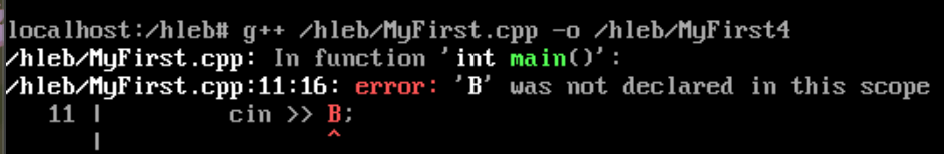 localhost:/hleb# g++ /hleb/MyFirst.cpp -o /hleb/MyFirst4
/hleb/MyFirst.cpp: In function 'int main()':
/hleb/MyFirst.cpp:11:16: error: 'B' was not declared in this scope
   11 |         cin >> B;
      |                ^